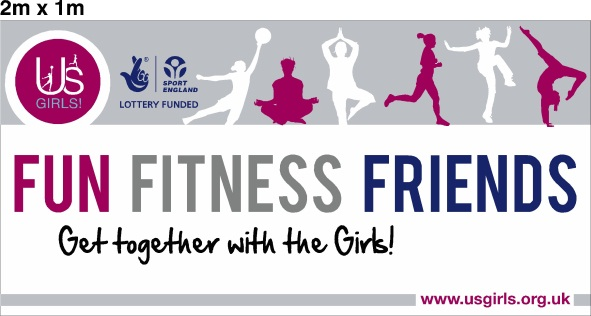 2m x 1m
US
GIRLS!
SPORT
ENGLAND
LOTTERY FUNDED
FUN FITNESS FRIENDS
Get together with the Girls!
www.usgirls.org.uk